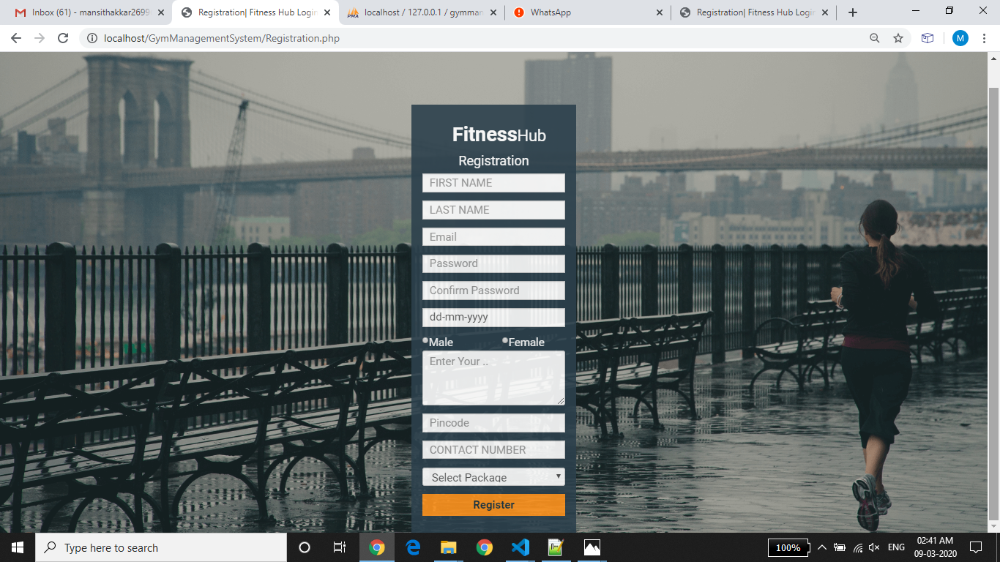 Inbox (61) - mansithakkar2699
Registration| Fitness Hub Login
localhost / 127.0.0.1 / gymman
WhatsApp
Registration| Fitness Hub Login
localhost/GymManagementSystem/Registration.php
M
FitnessHub
Registration
FIRST NAME
LAST NAME
Email
Password
Confirm Password
dd-mm-yyyy
Male Female
Enter Your ..
Pincode
CONTACT NUMBER
Select Package
Register
Type here to search
100%
ENG
02:41 AM
09-03-2020